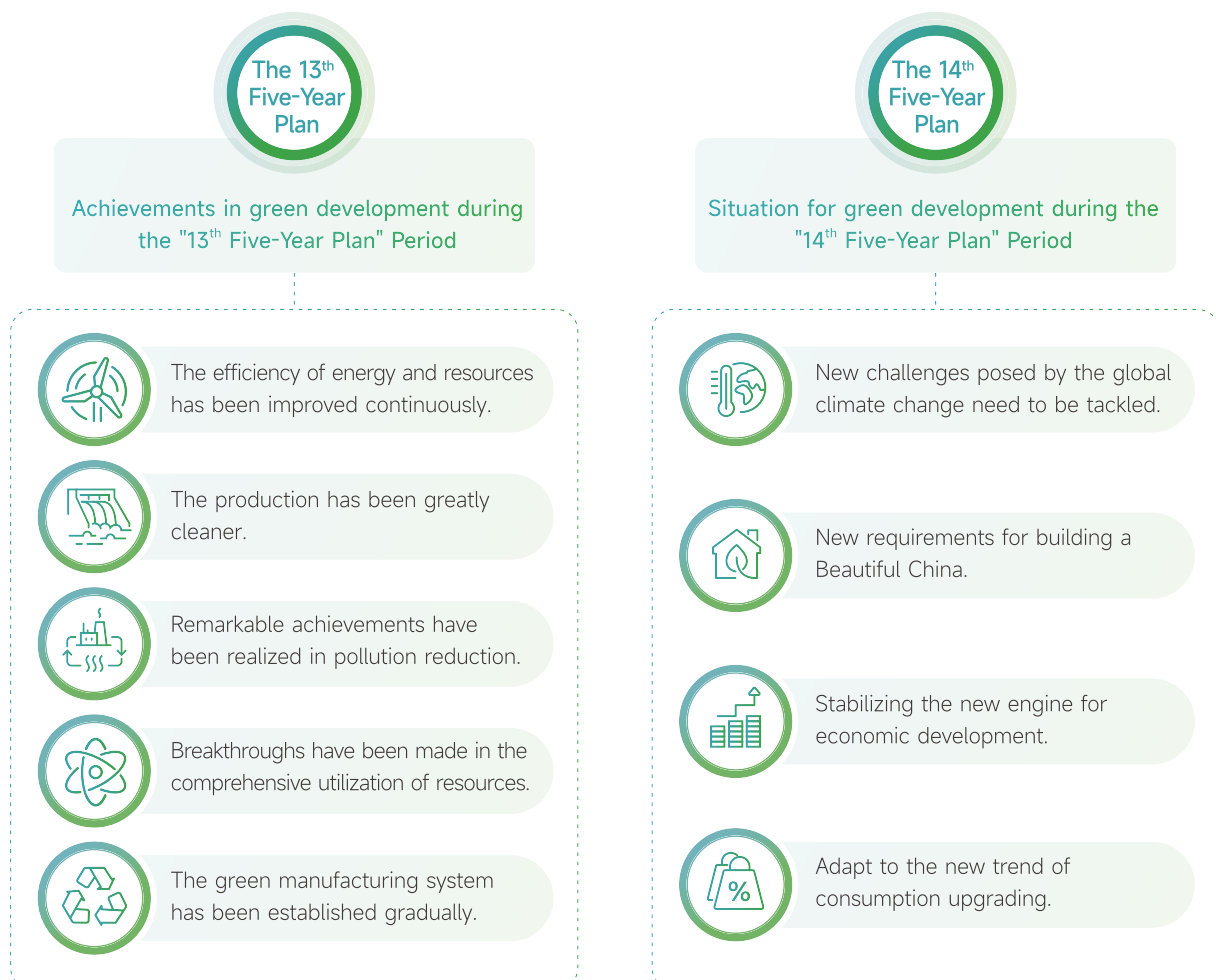 The 13th
Five-Year
Plan
Achievements in green development during
the "13th Five-Year Plan" Period
The efficiency of energy and resources
has been improved continuously.
The production has been greatly
cleaner.
Remarkable achievements have
been realized in pollution reduction.
Breakthroughs have been made in the
comprehensive utilization of resources.
The green manufacturing system
has been established gradually.
The 14th
Five-Year
Plan
Situation for green development during the
"14th Five-Year Plan" Period
New challenges posed by the global
climate change need to be tackled.
New requirements for building a
Beautiful China.
Stabilizing the new engine for
economic development.
%
Adapt to the new trend of
consumption upgrading.